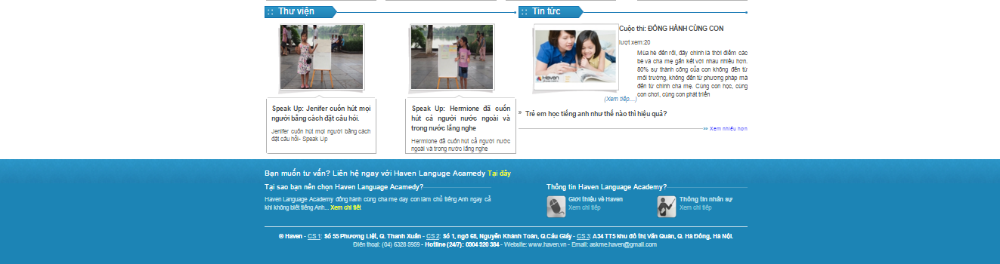 Thư viện
Tin tức
Speak Up: Jenifer cuốn hút mọi
người bằng cách đặt câu hỏi.
Jenifer cuốn hút mọi người bằng cách
đặt câu hỏi- Speak Up
Speak Up: Hermione đã cuốn
hút cả người nước ngoài và
trong nước lắng nghe
Hermione đã cuốn hút cả người nước
ngoài và trong nước lắng nghe
Haven
Cuộc thi: ĐỒNG HÀNH CÙNG CON
lượt xem:20
Mùa hè đến rồi, đây chính là thời điểm các
bé và cha mẹ gắn kết với nhau nhiều hơn.
80% sự thành công của con không đến từ
môi trường, không đến từ phương pháp mà
đến từ chính cha mẹ. Cùng con học, cùng
con chơi, cùng con phát triển
(Xem tiếp...)
» Trẻ em học tiếng anh như thế nào thì hiệu quả?
»» Xem nhiều hơn
Bạn muốn tư vấn? Liên hệ ngay với Haven Languge Acamedy Tại đây
Tại sao bạn nên chọn Haven Languge Acamedy?
Haven Language Academy đồng hành cùng cha mẹ dạy con làm chủ tiếng Anh ngay cả
khi không biết tiếng Anh... Xem chi tiết
Thông tin Haven Languge Academy?
Giới thiệu về Haven
Xem chi tiếp
Thông tin nhân sự
Xem chi tiếp
® Haven - CS 1: Số 55 Phương Liệt, Q. Thanh Xuân - CS 2: Số 1, ngõ 68, Nguyễn Khánh Toàn, Q.Cầu Giấy - CS 3: A34 TT5 khu đô thị Văn Quán, Q. Hà Đông, Hà Nội.
Điện thoại: (04) 6328 5959 - Hotline (24/7): 0904 920 384 - Website: www.haven.vn - Email: askme.haven@gmail.com